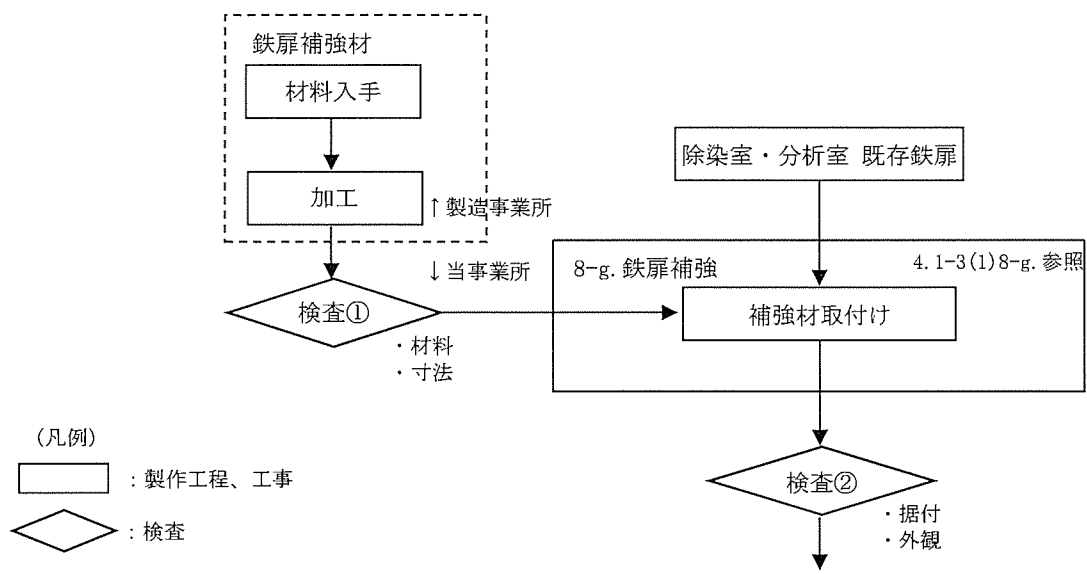 鉄扉補強材
材料入手
加工
↑製造事業所
↓当事業所
検査①
・材料
・寸法
除染室・分析室 既存鉄扉
8-g.鉄扉補強
4.1-3(1)8-g.参照
補強材取付け
検査②
・据付
・外観
(凡例)
：製作工程、工事
：検査